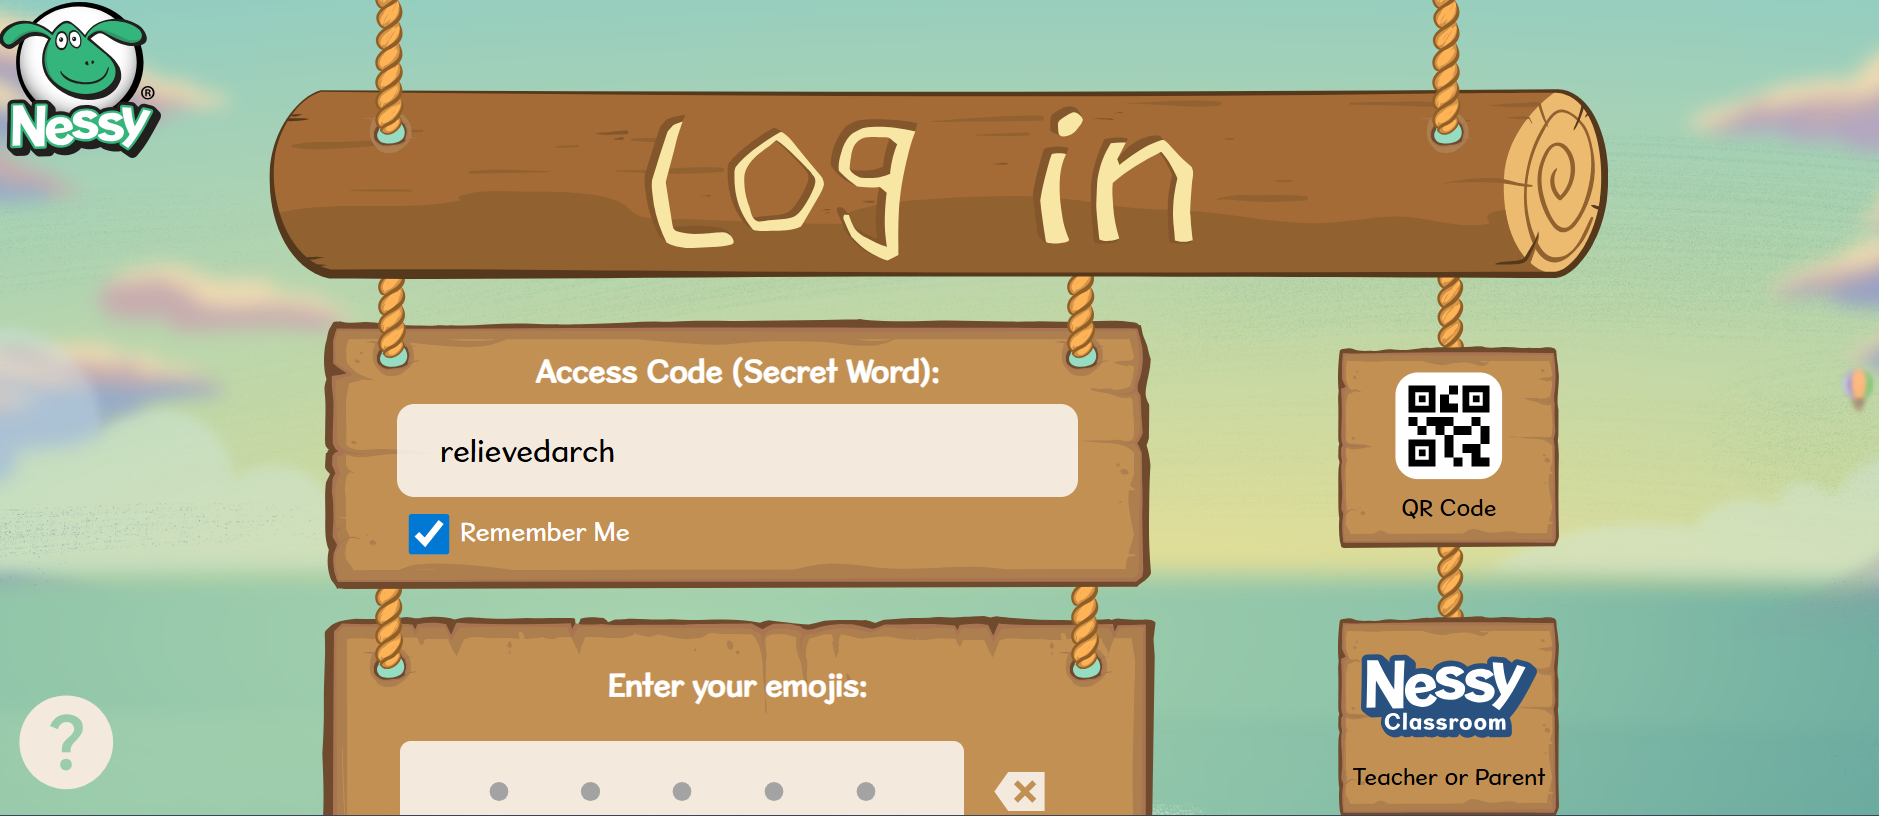 Nessy®
Log in
Access Code (Secret Word):
relievedarch
Remember Me
QR Code
Enter your emojis:
Nessy
Classroom
Teacher or Parent
?